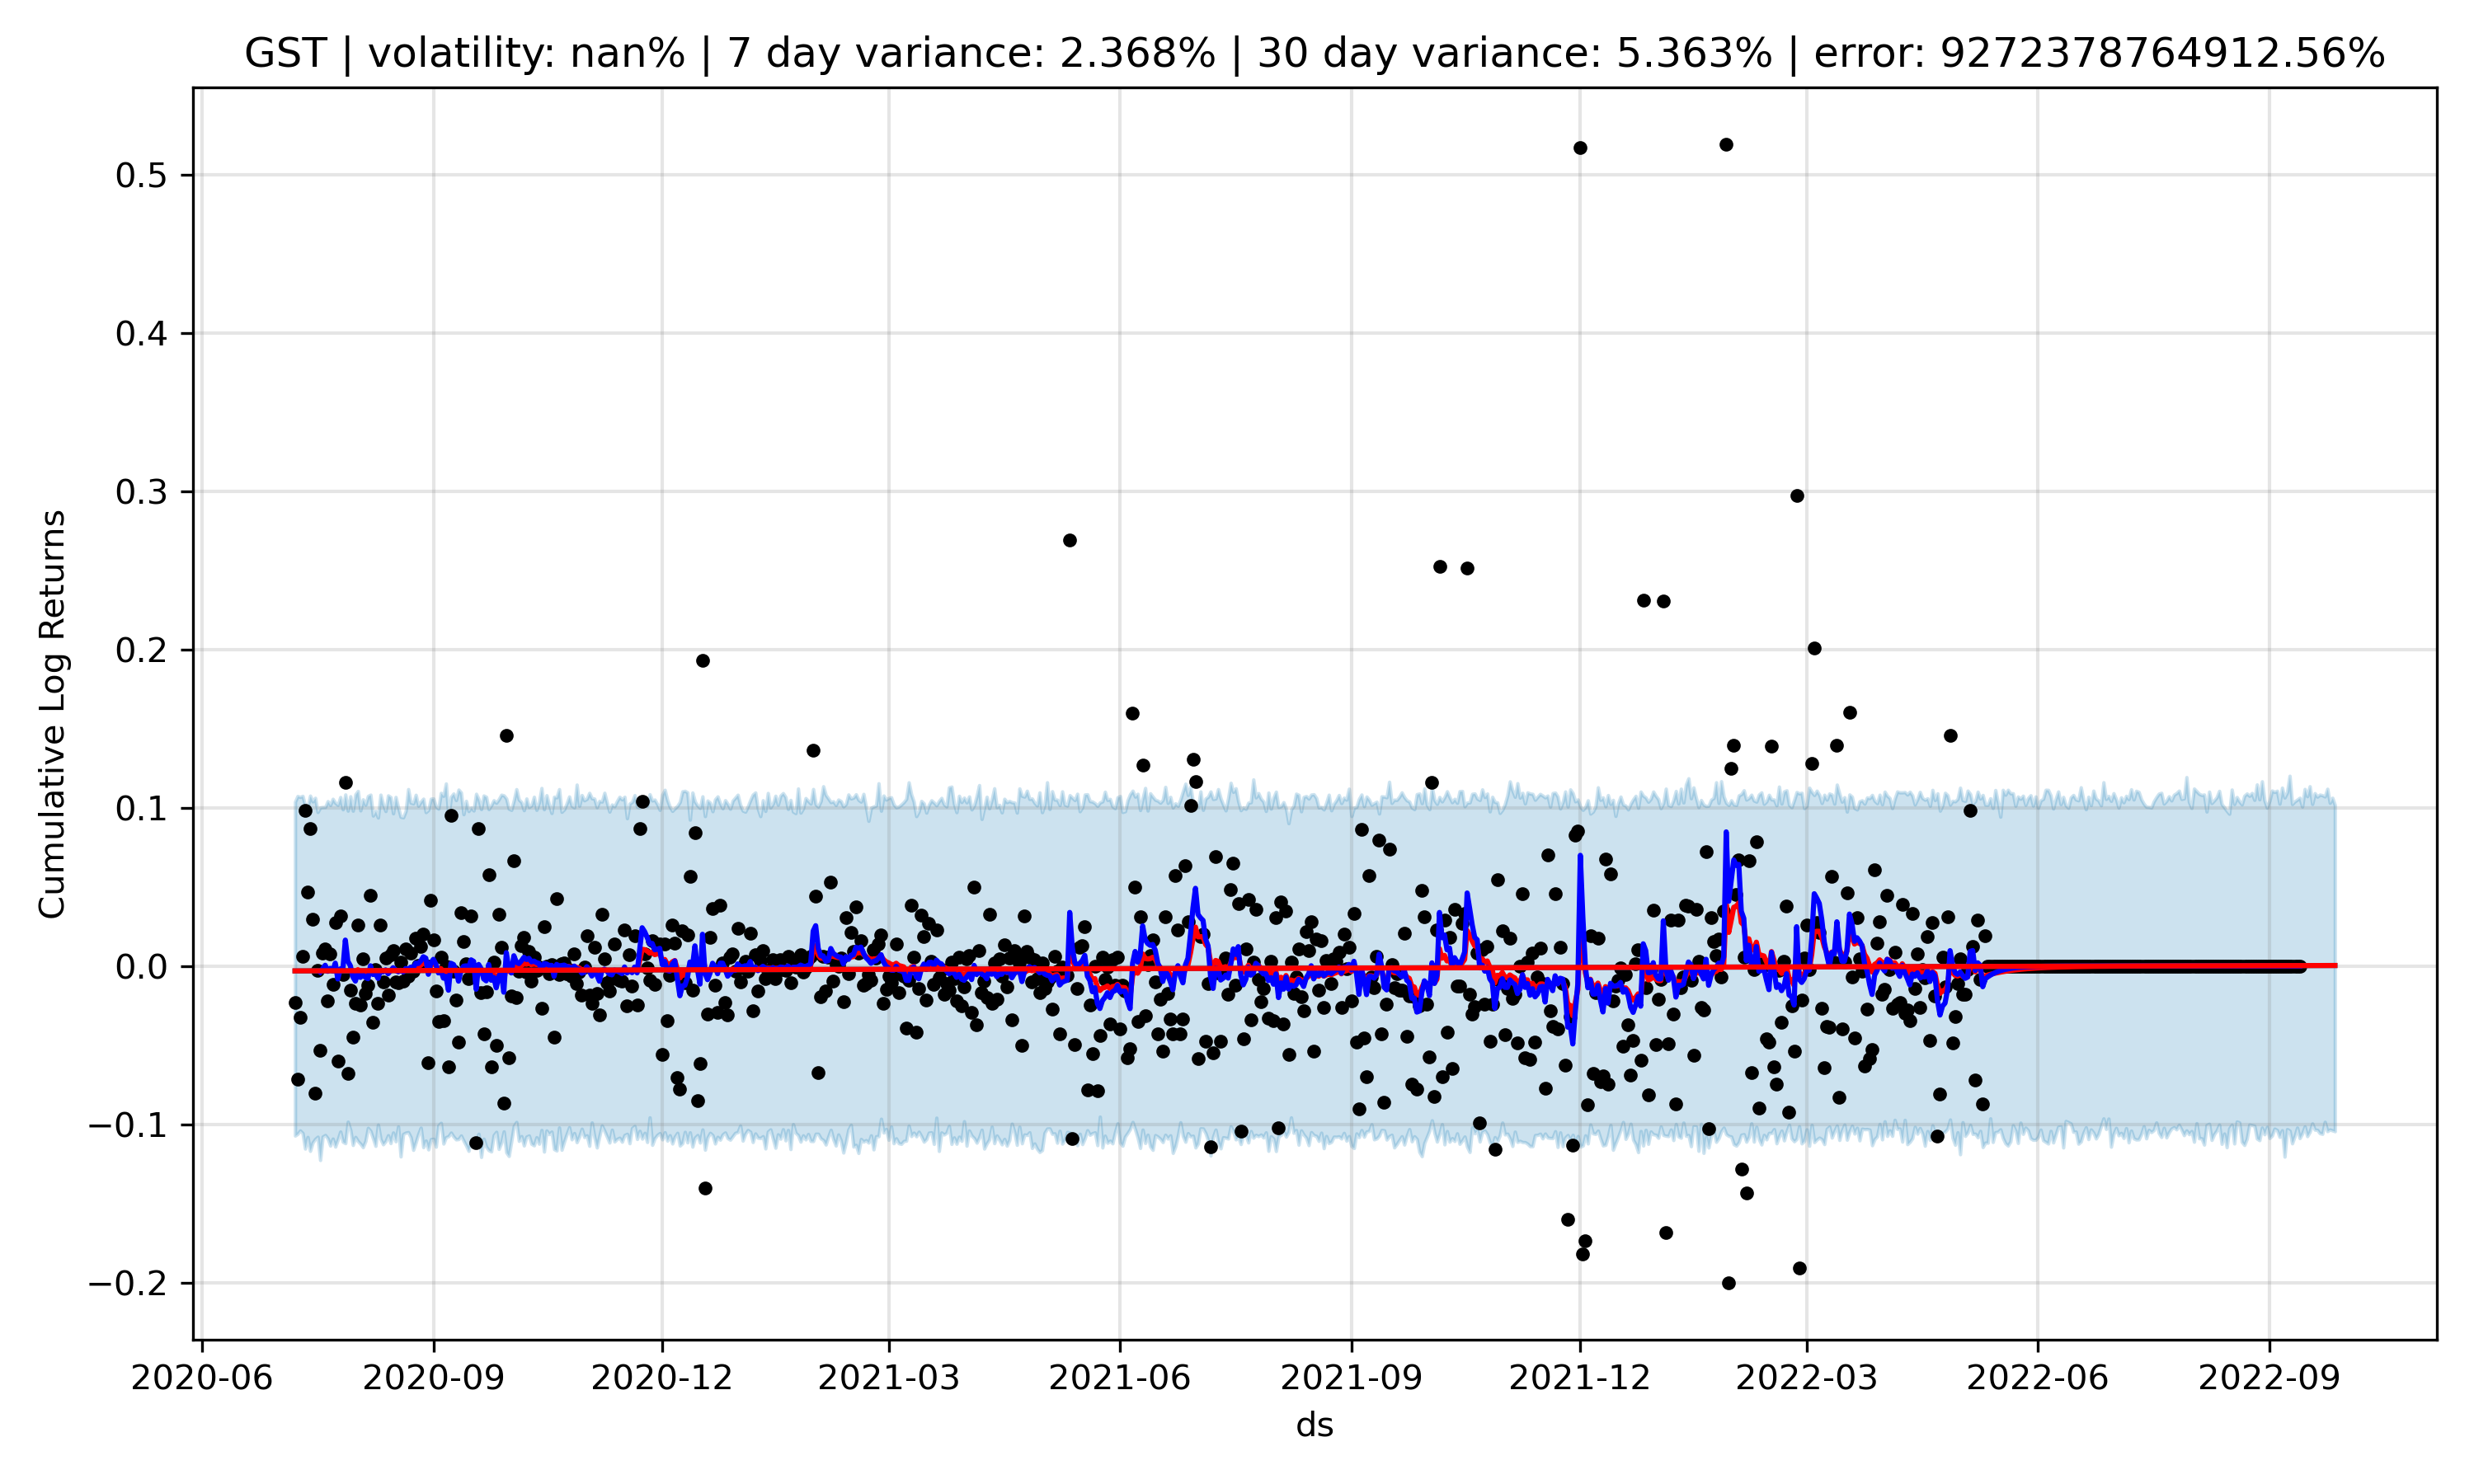 GST | volatility: nan% | 7 day variance: 2.368% | 30 day variance: 5.363% | error: 9272378764912.56%
Cumulative Log Returns
0.5
0.4
0.3
0.2
0.1
0.0
−0.1
−0.2
2020-06 2020-09 2020-12 2021-03 2021-06 2021-09 2021-12 2022-03 2022-06 2022-09
ds